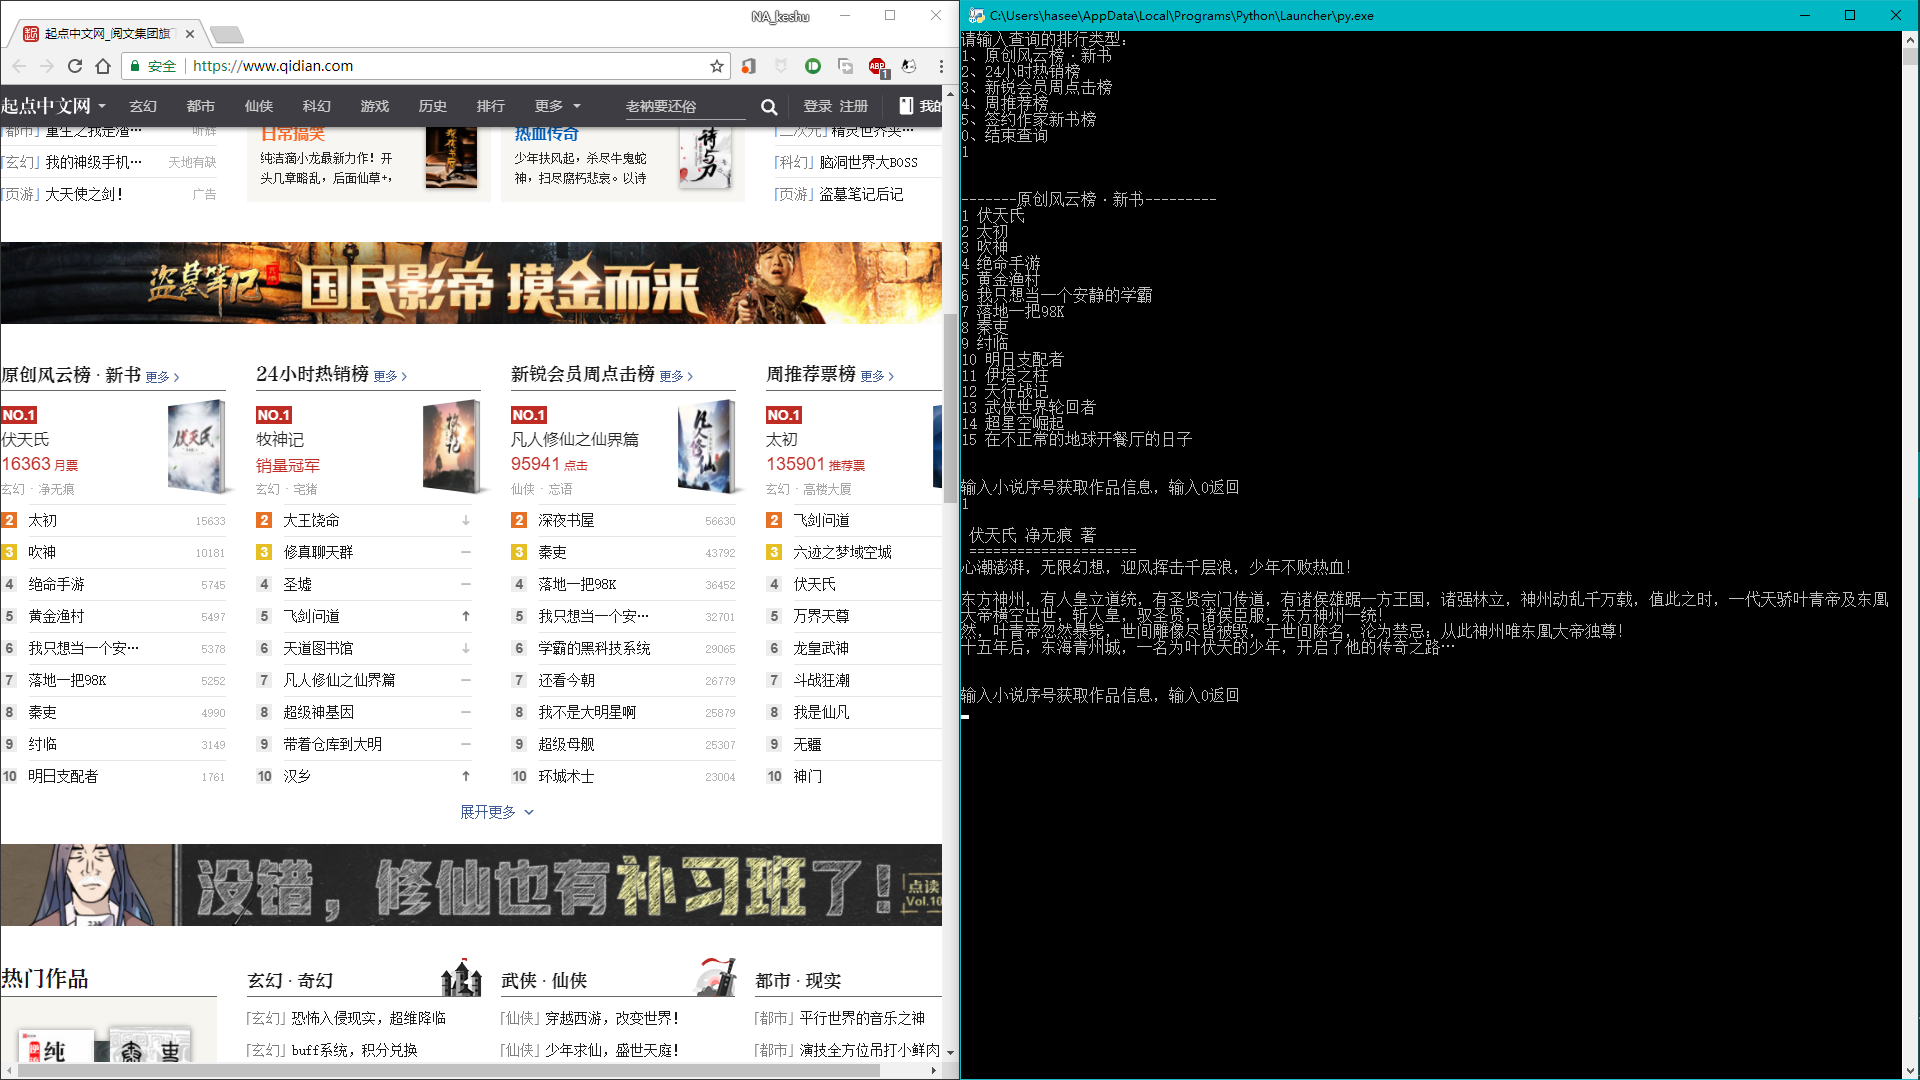 NA_keshu
起点中文网_阅文集团旗下
安全 https://www.qidian.com
ABP 1
起点中文网 玄幻 都市 仙侠 科幻 游戏 历史 排行 更多 老衲要还俗 登录 注册 我的
「都市」重生之我是渣… 听辉
「玄幻」我的神级手机… 天地有缺
「页游」大天使之剑! 广告
日常搞笑
纯洁滴小龙最新力作! 开
头几章略乱, 后面仙草+,
热血传奇
少年扶风起, 杀尽牛鬼蛇
神, 扫尽腐朽悲哀。以诗
诗与刀
「二次元」精灵世界头…
「科幻」脑洞世界大BOSS
「页游」盗墓笔记后记
盗墓笔记 国民影帝 摸金而来
原创风云榜 · 新书 更多
NO.1
伏天氏
16363 月票
玄幻 · 净无痕
伏天氏
2 太初 15633
3 吹神 10181
4 绝命手游 5745
5 黄金渔村 5497
6 我只想当一个安… 5378
7 落地一把98K 5252
8 秦吏 4990
9 纣临 3149
10 明日支配者 1761
24小时热销榜 更多
NO.1
牧神记
销量冠军
玄幻 · 宅猪
牧神记
2 大王饶命 ↓
3 修真聊天群 —
4 圣墟 —
5 飞剑问道 ↑
6 天道图书馆 ↓
7 凡人修仙之仙界篇 —
8 超级神基因 —
9 带着仓库到大明 —
10 汉乡 ↑
新锐会员周点击榜 更多
NO.1
凡人修仙之仙界篇
95941 点击
仙侠 · 忘语
凡人修仙
2 深夜书屋 56630
3 秦吏 43792
4 落地一把98K 36452
5 我只想当一个安… 32701
6 学霸的黑科技系统 29065
7 还看今朝 26779
8 我不是大明星啊 25879
9 超级母舰 25307
10 环城术士 23004
周推荐票榜 更多
NO.1
太初
135901 推荐票
玄幻 · 高楼大厦
2 飞剑问道
3 六迹之梦域空城
4 伏天氏
5 万界天尊
6 龙皇武神
7 斗战狂潮
8 我是仙凡
9 无疆
10 神门
展开更多
没错，修仙也有补习班了！
点读
Vol.10
热门作品
纯
玄幻 · 奇幻
「玄幻」恐怖入侵现实, 超维降临
「玄幻」buff系统, 积分兑换
武侠 · 仙侠
「仙侠」穿越西游, 改变世界!
「仙侠」少年求仙, 盛世天庭!
都市 · 现实
「都市」平行世界的音乐之神
「都市」演技全方位吊打小鲜肉
C:\Users\hasee\AppData\Local\Programs\Python\Launcher\py.exe
请输入查询的排行类型:
1、原创风云榜·新书
2、24小时热销榜
3、新锐会员周点击榜
4、周推荐榜
5、签约作家新书榜
0、结束查询
1
-------原创风云榜·新书---------
1 伏天氏
2 太初
3 吹神
4 绝命手游
5 黄金渔村
6 我只想当一个安静的学霸
7 落地一把98K
8 秦吏
9 纣临
10 明日支配者
11 伊塔之柱
12 天行战记
13 武侠世界轮回者
14 超星空崛起
15 在不正常的地球开餐厅的日子
输入小说序号获取作品信息, 输入0返回
1
伏天氏 净无痕 著
=====================
心潮澎湃, 无限幻想, 迎风挥击千层浪, 少年不败热血!
东方神州, 有人皇立道统, 有圣贤宗门传道, 有诸侯雄踞一方王国, 诸强林立, 神州动乱千万载, 值此之时, 一代天骄叶青帝及东凰
大帝横空出世, 斩人皇, 驭圣贤, 诸侯臣服, 东方神州一统!
然, 叶青帝忽然暴毙, 世间雕像尽皆被毁, 于世间除名, 沦为禁忌; 从此神州唯东凰大帝独尊!
十五年后, 东海青州城, 一名为叶伏天的少年, 开启了他的传奇之路…
输入小说序号获取作品信息, 输入0返回